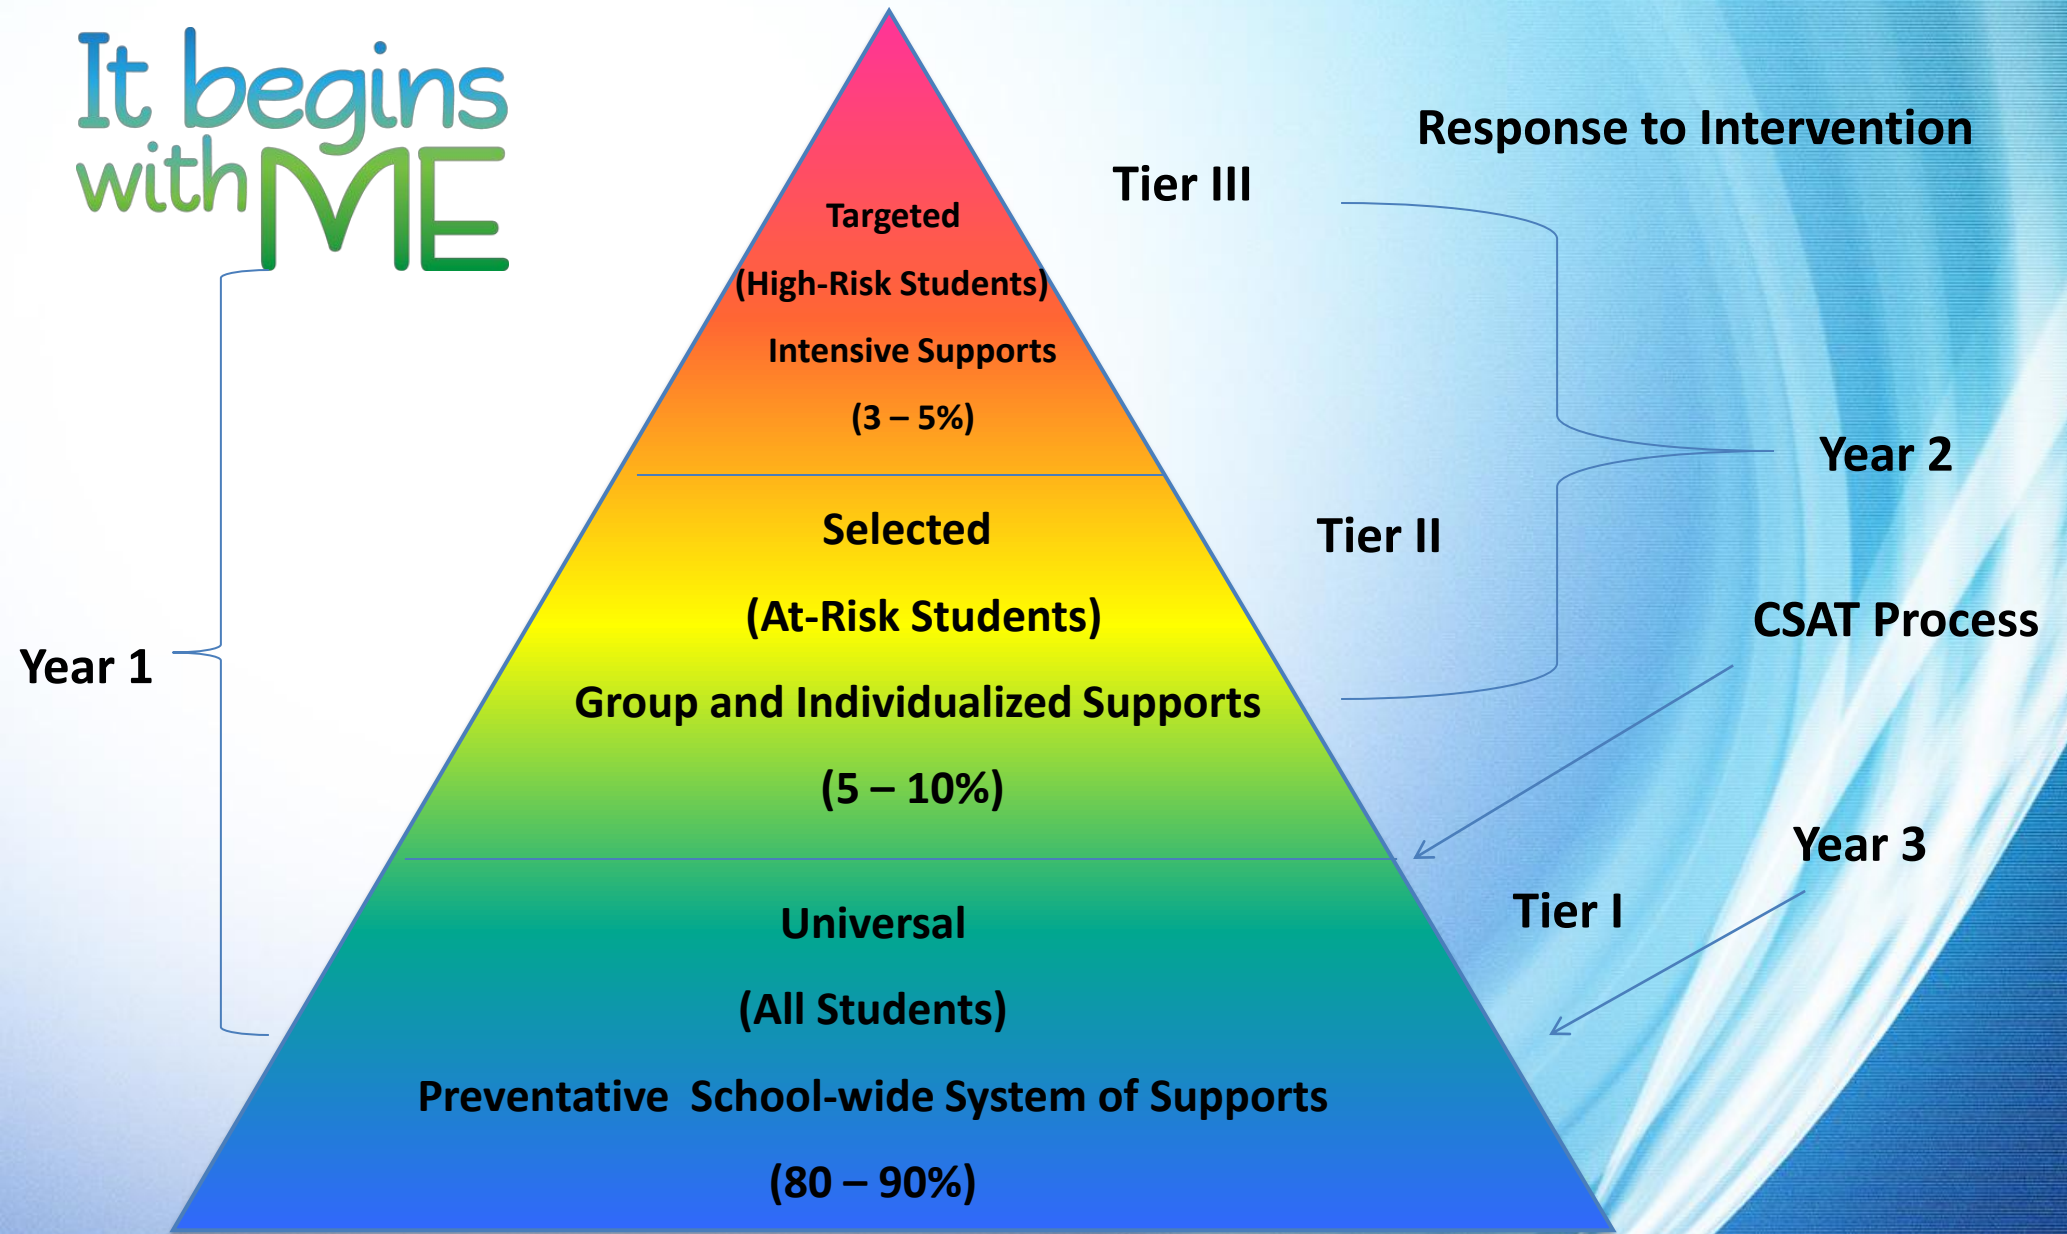 It begins
with ME
Response to Intervention
Tier III
Targeted
(High-Risk Students)
Intensive Supports
(3 – 5%)
Year 2
Selected
Tier II
(At-Risk Students)
CSAT Process
Year 1
Group and Individualized Supports
(5 – 10%)
Year 3
Tier I
Universal
(All Students)
Preventative  School-wide System of Supports
(80 – 90%)